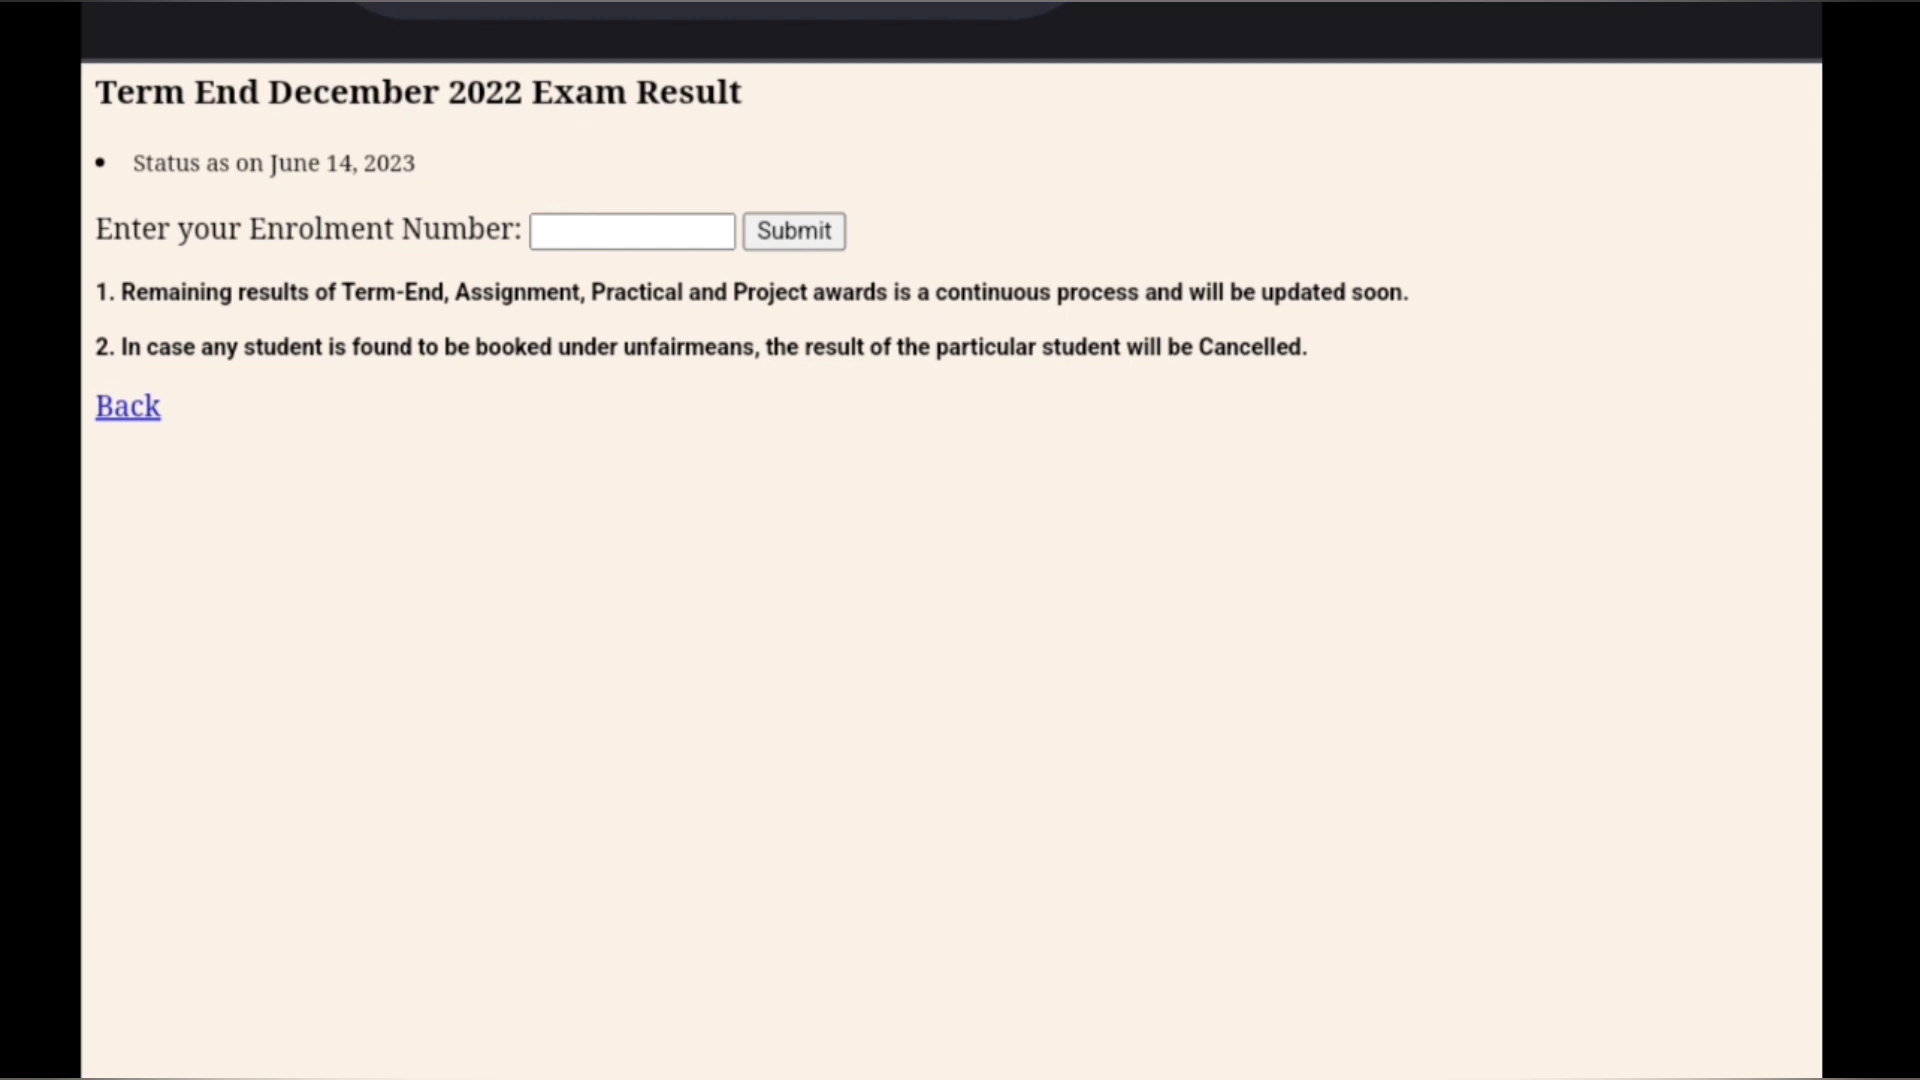 Term End December 2022 Exam Result
• Status as on June 14, 2023
Enter your Enrolment Number: Submit
1. Remaining results of Term-End, Assignment, Practical and Project awards is a continuous process and will be updated soon.
2. In case any student is found to be booked under unfairmeans, the result of the particular student will be Cancelled.
Back